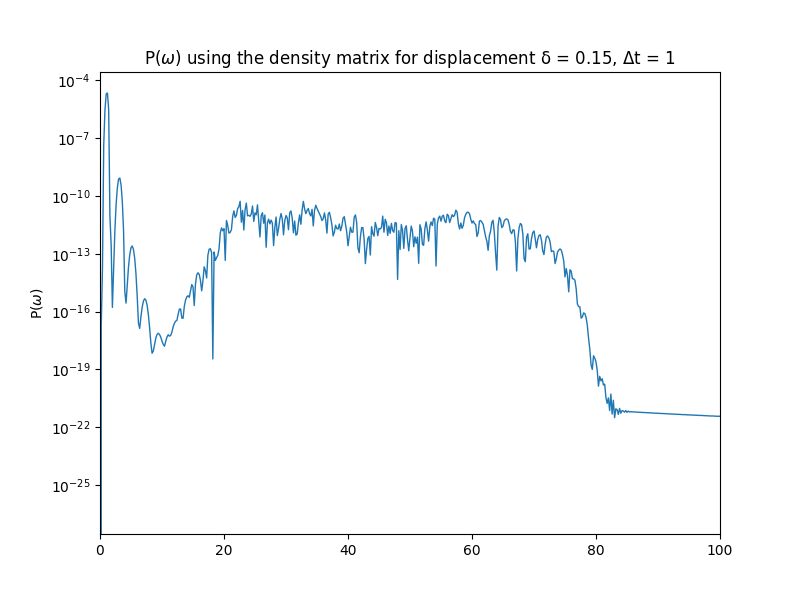 P(ω) using the density matrix for displacement δ = 0.15, Δt = 1
10⁻⁴
10⁻⁷
10⁻¹⁰
10⁻¹³
10⁻¹⁶
10⁻¹⁹
10⁻²²
10⁻²⁵
P(ω)
0 20 40 60 80 100